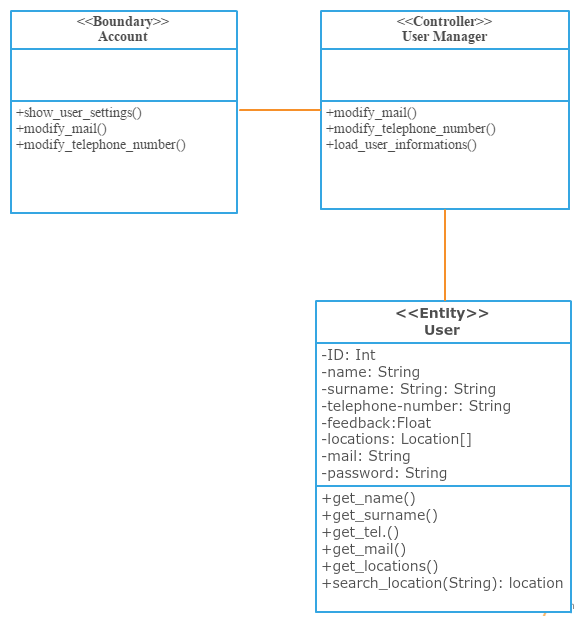 <<Boundary>>
Account
+show_user_settings()
+modify_mail()
+modify_telephone_number()
<<Controller>>
User Manager
+modify_mail()
+modify_telephone_number()
+load_user_informations()
<<Entity>>
User
-ID: Int
-name: String
-surname: String: String
-telephone-number: String
-feedback:Float
-locations: Location[]
-mail: String
-password: String
+get_name()
+get_surname()
+get_tel.()
+get_mail()
+get_locations()
+search_location(String): location